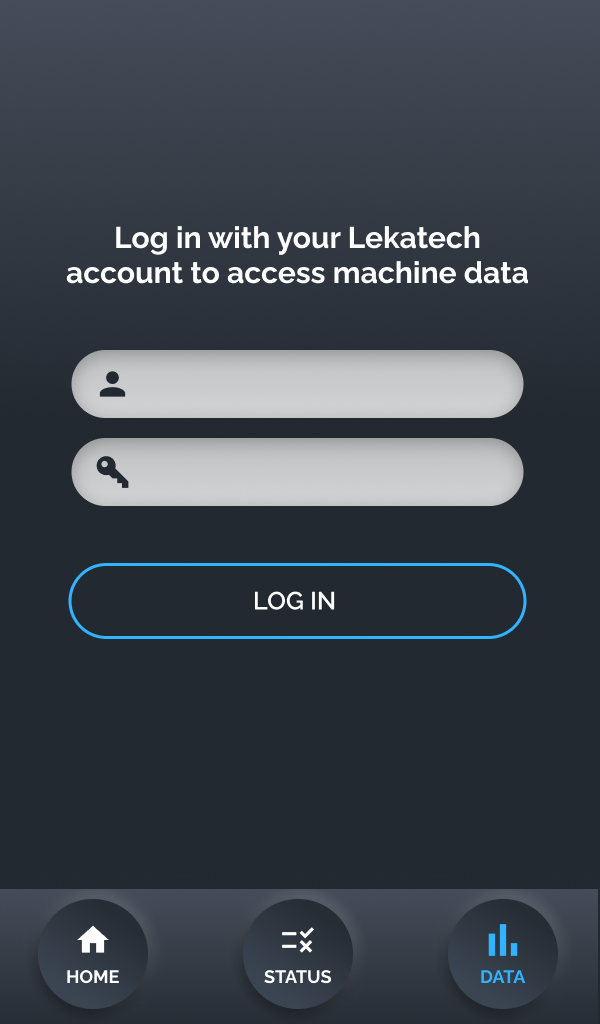 Log in with your Lekatech
account to access machine data
LOG IN
HOME
STATUS
DATA